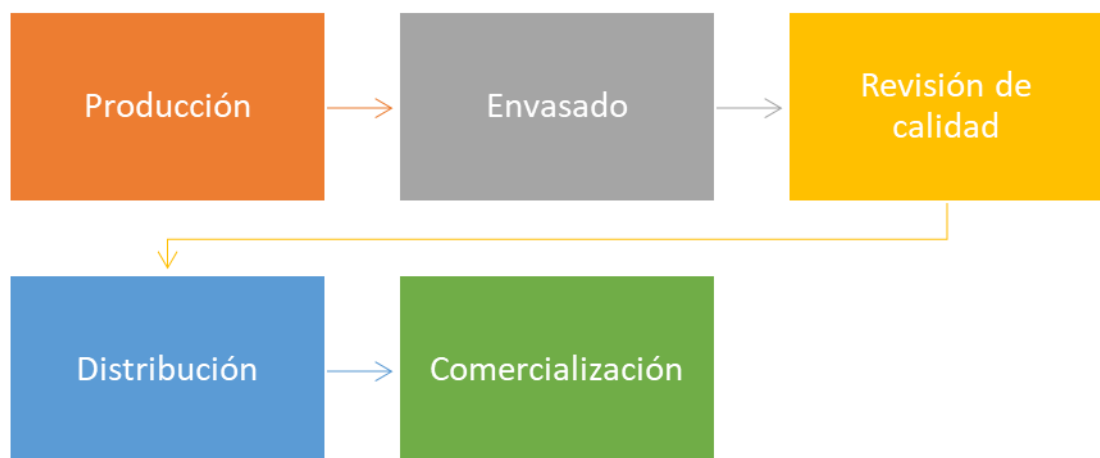 Producción
Envasado
Revisión de
calidad
Distribución
Comercialización